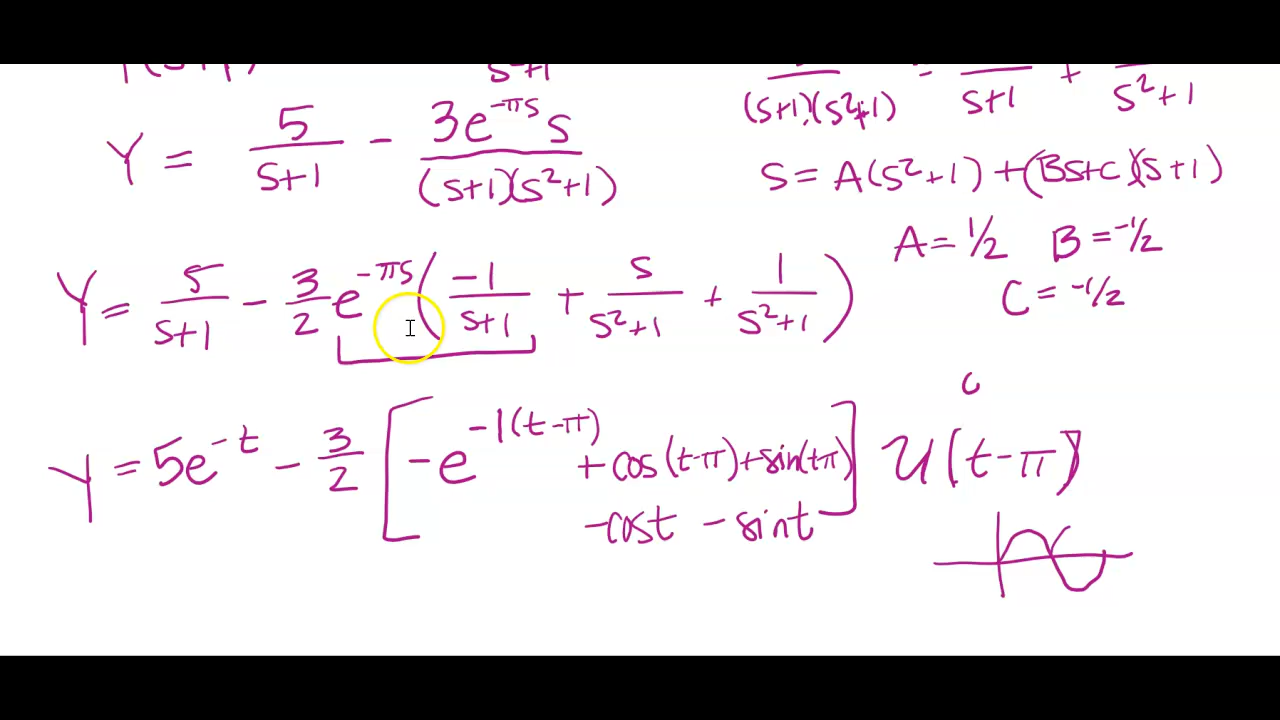 Y = 5/(s+1) - 3e^{-πs} s/((s+1)(s²+1))
(s+1)(s²+1) = s+1 + s²+1
s = A(s²+1) + (Bs+C)(s+1)
A = 1/2 B = -1/2
C = -1/2
Y = 5/(s+1) - 3/2 e^{-πs} ( -1/(s+1) + s/(s²+1) + 1/(s²+1) )
y = 5e^{-t} - 3/2 [ -e^{-1(t-π)} + cos(t-π) + sin(t-π) ] U(t-π)
-cost - sint